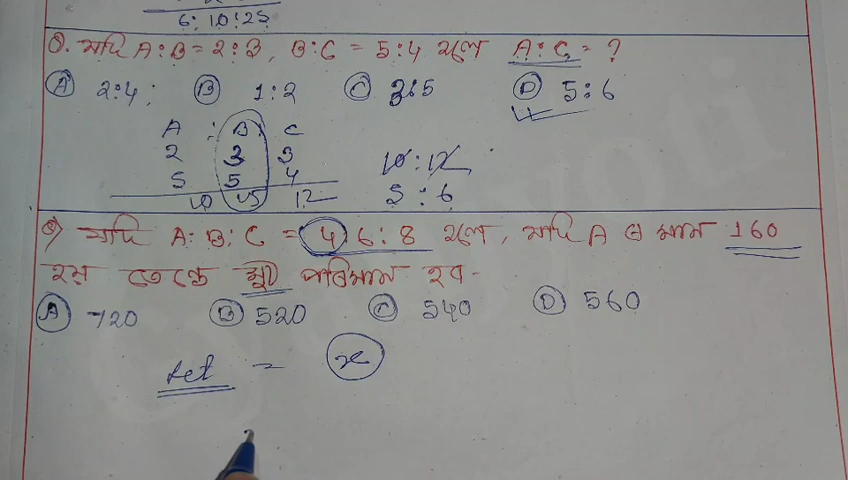 6:10:25
যদি A:B=2:3, B:C = 5:4 হলে A:C = ?
A 2:4; B 1:2 C 3:5 D 5:6
A : B : C
2 3 3
5 5 4 10:12
10 15 12 5:6
যদি A:B:C = 4:6:8 হলে, যদি A ৰ মান 160
হয় তেন্তে মুঠ পৰিমাণ হব-
A 720 B 520 C 540 D 560
Let = x